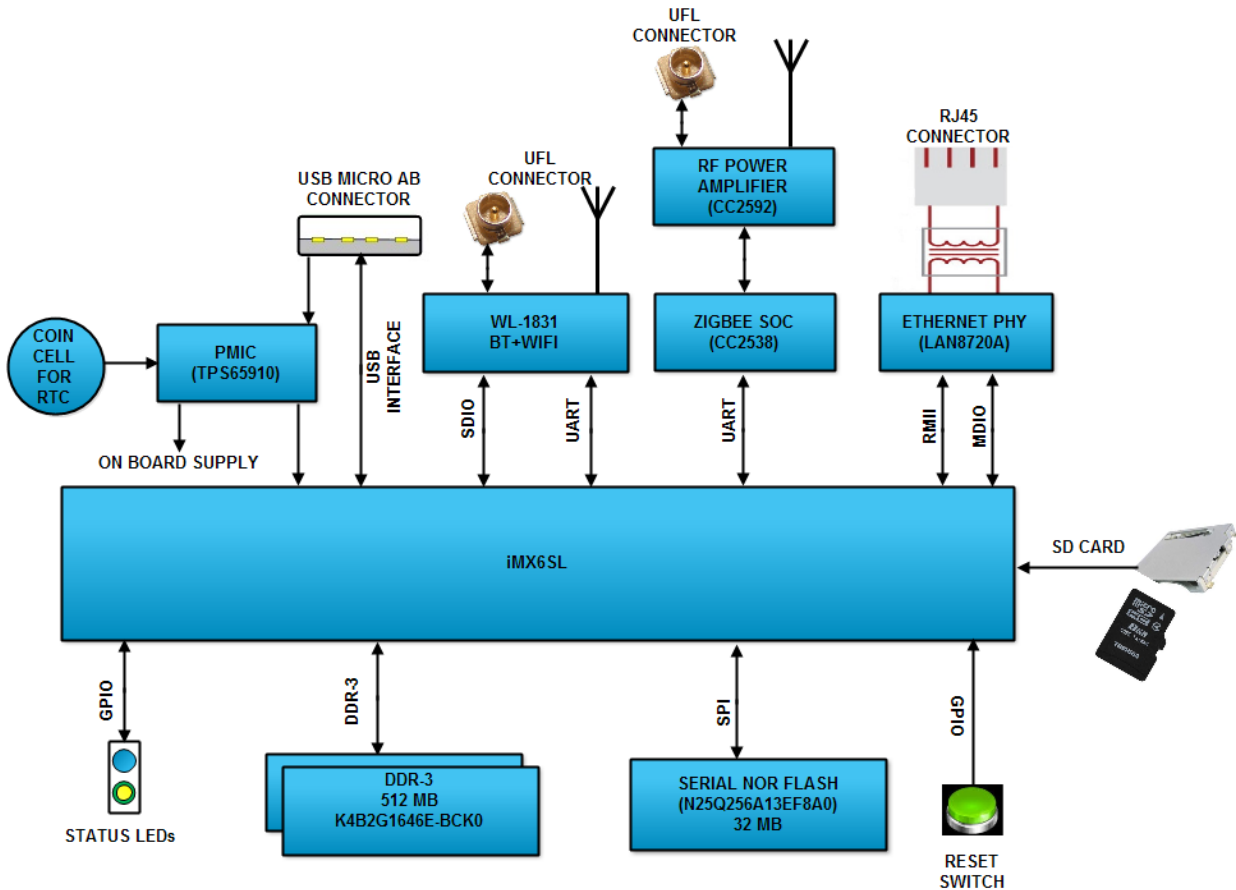 UFL
CONNECTOR
RJ45
CONNECTOR
UFL
CONNECTOR
USB MICRO AB
CONNECTOR
RF POWER
AMPLIFIER
(CC2592)
COIN
CELL
FOR
RTC
PMIC
(TPS65910)
USB
INTERFACE
WL-1831
BT+WIFI
ZIGBEE SOC
(CC2538)
ETHERNET PHY
(LAN8720A)
ON BOARD SUPPLY
SDIO
UART
UART
RMII
MDIO
iMX6SL
SD CARD
micro
GPIO
DDR-3
SPI
GPIO
STATUS LEDs
DDR-3
512 MB
K4B2G1646E-BCK0
SERIAL NOR FLASH
(N25Q256A13EF8A0)
32 MB
RESET
SWITCH